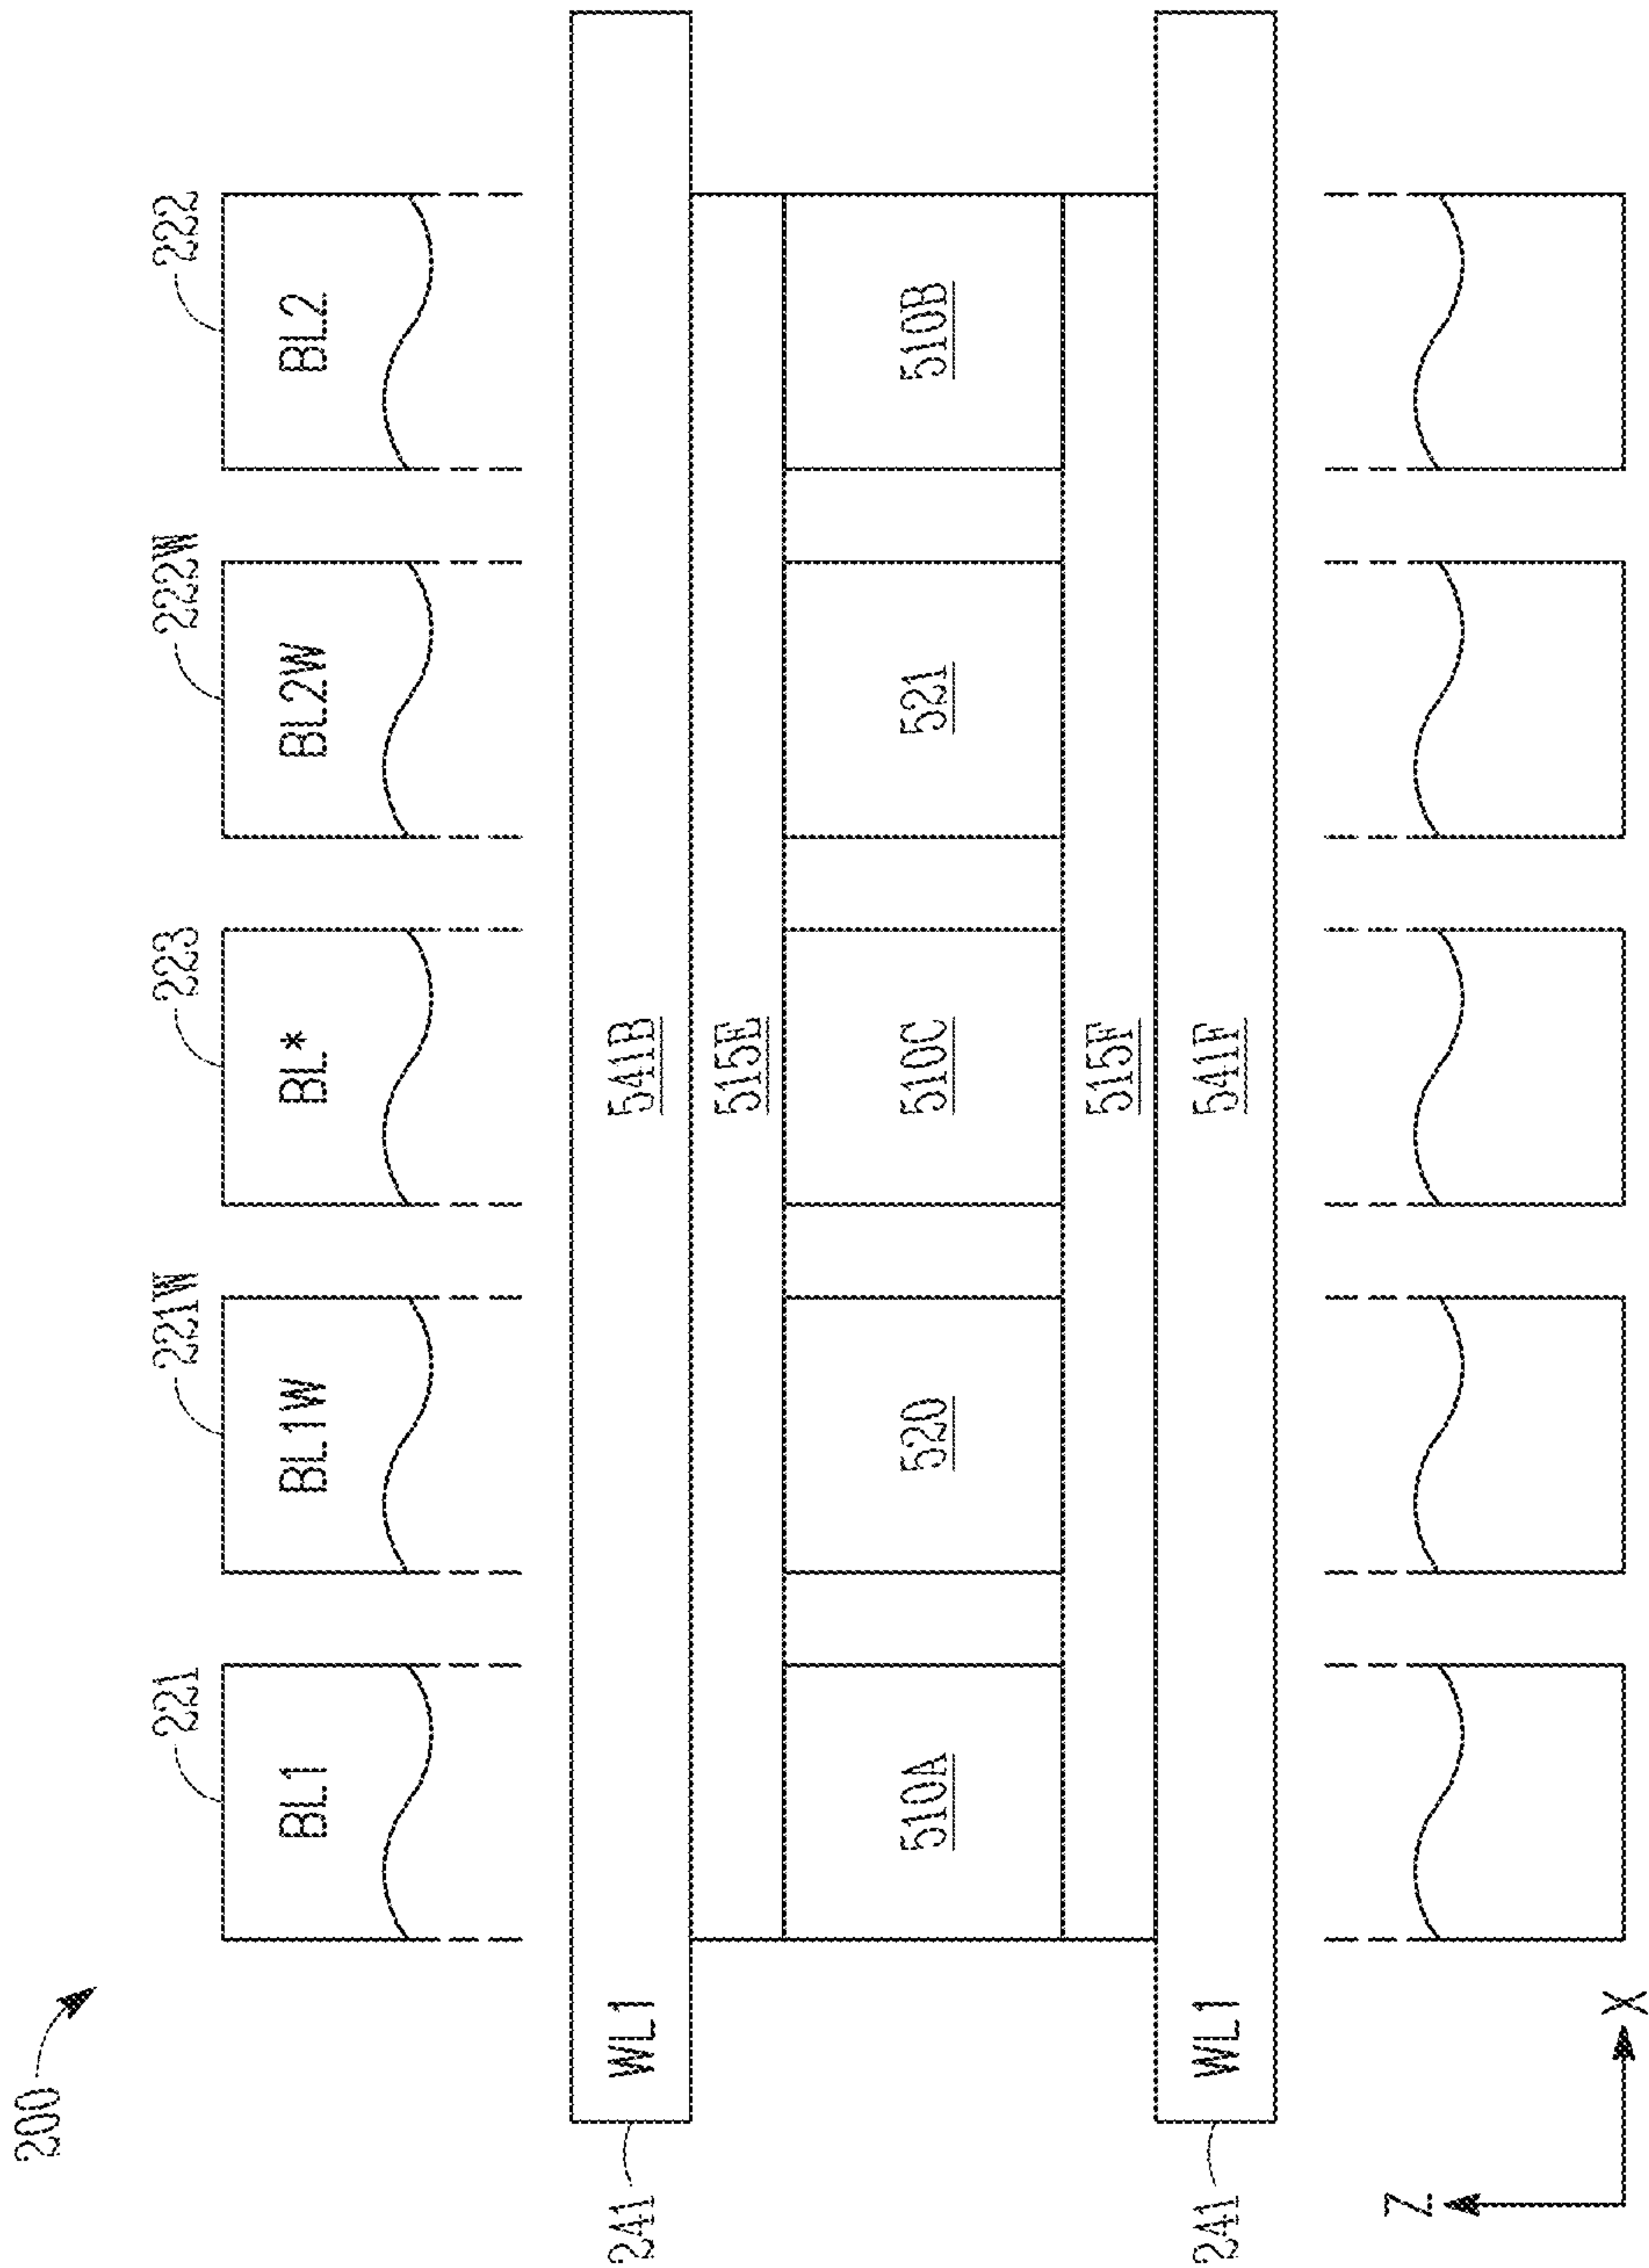 200
221 221W 223 222W 222
BL1 BL1W BL* BL2W BL2
241 WL1 541B
515E
510A 520 510C 521 510B
515F
241 WL1 541F
Z
X